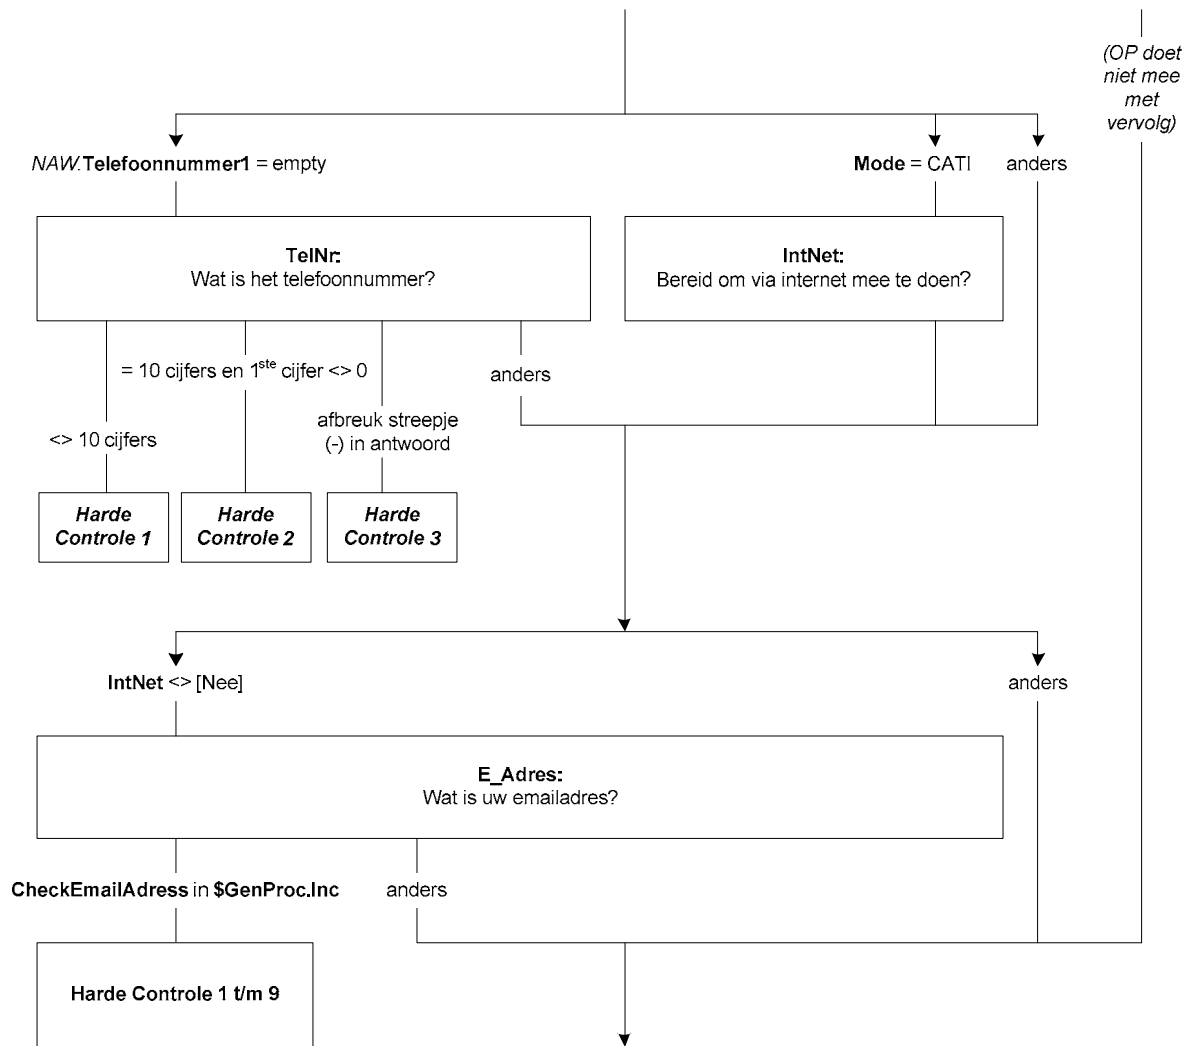 (OP doet
niet mee
met
vervolg)
NAW.Telefoonnummer1 = empty
Mode = CATI
anders
TelNr:
Wat is het telefoonnummer?
IntNet:
Bereid om via internet mee te doen?
= 10 cijfers en 1ste cijfer <> 0
anders
<> 10 cijfers
afbreuk streepje
(-) in antwoord
Harde
Controle 1
Harde
Controle 2
Harde
Controle 3
IntNet <> [Nee]
anders
E_Adres:
Wat is uw emailadres?
CheckEmailAdress in $GenProc.Inc
anders
Harde Controle 1 t/m 9